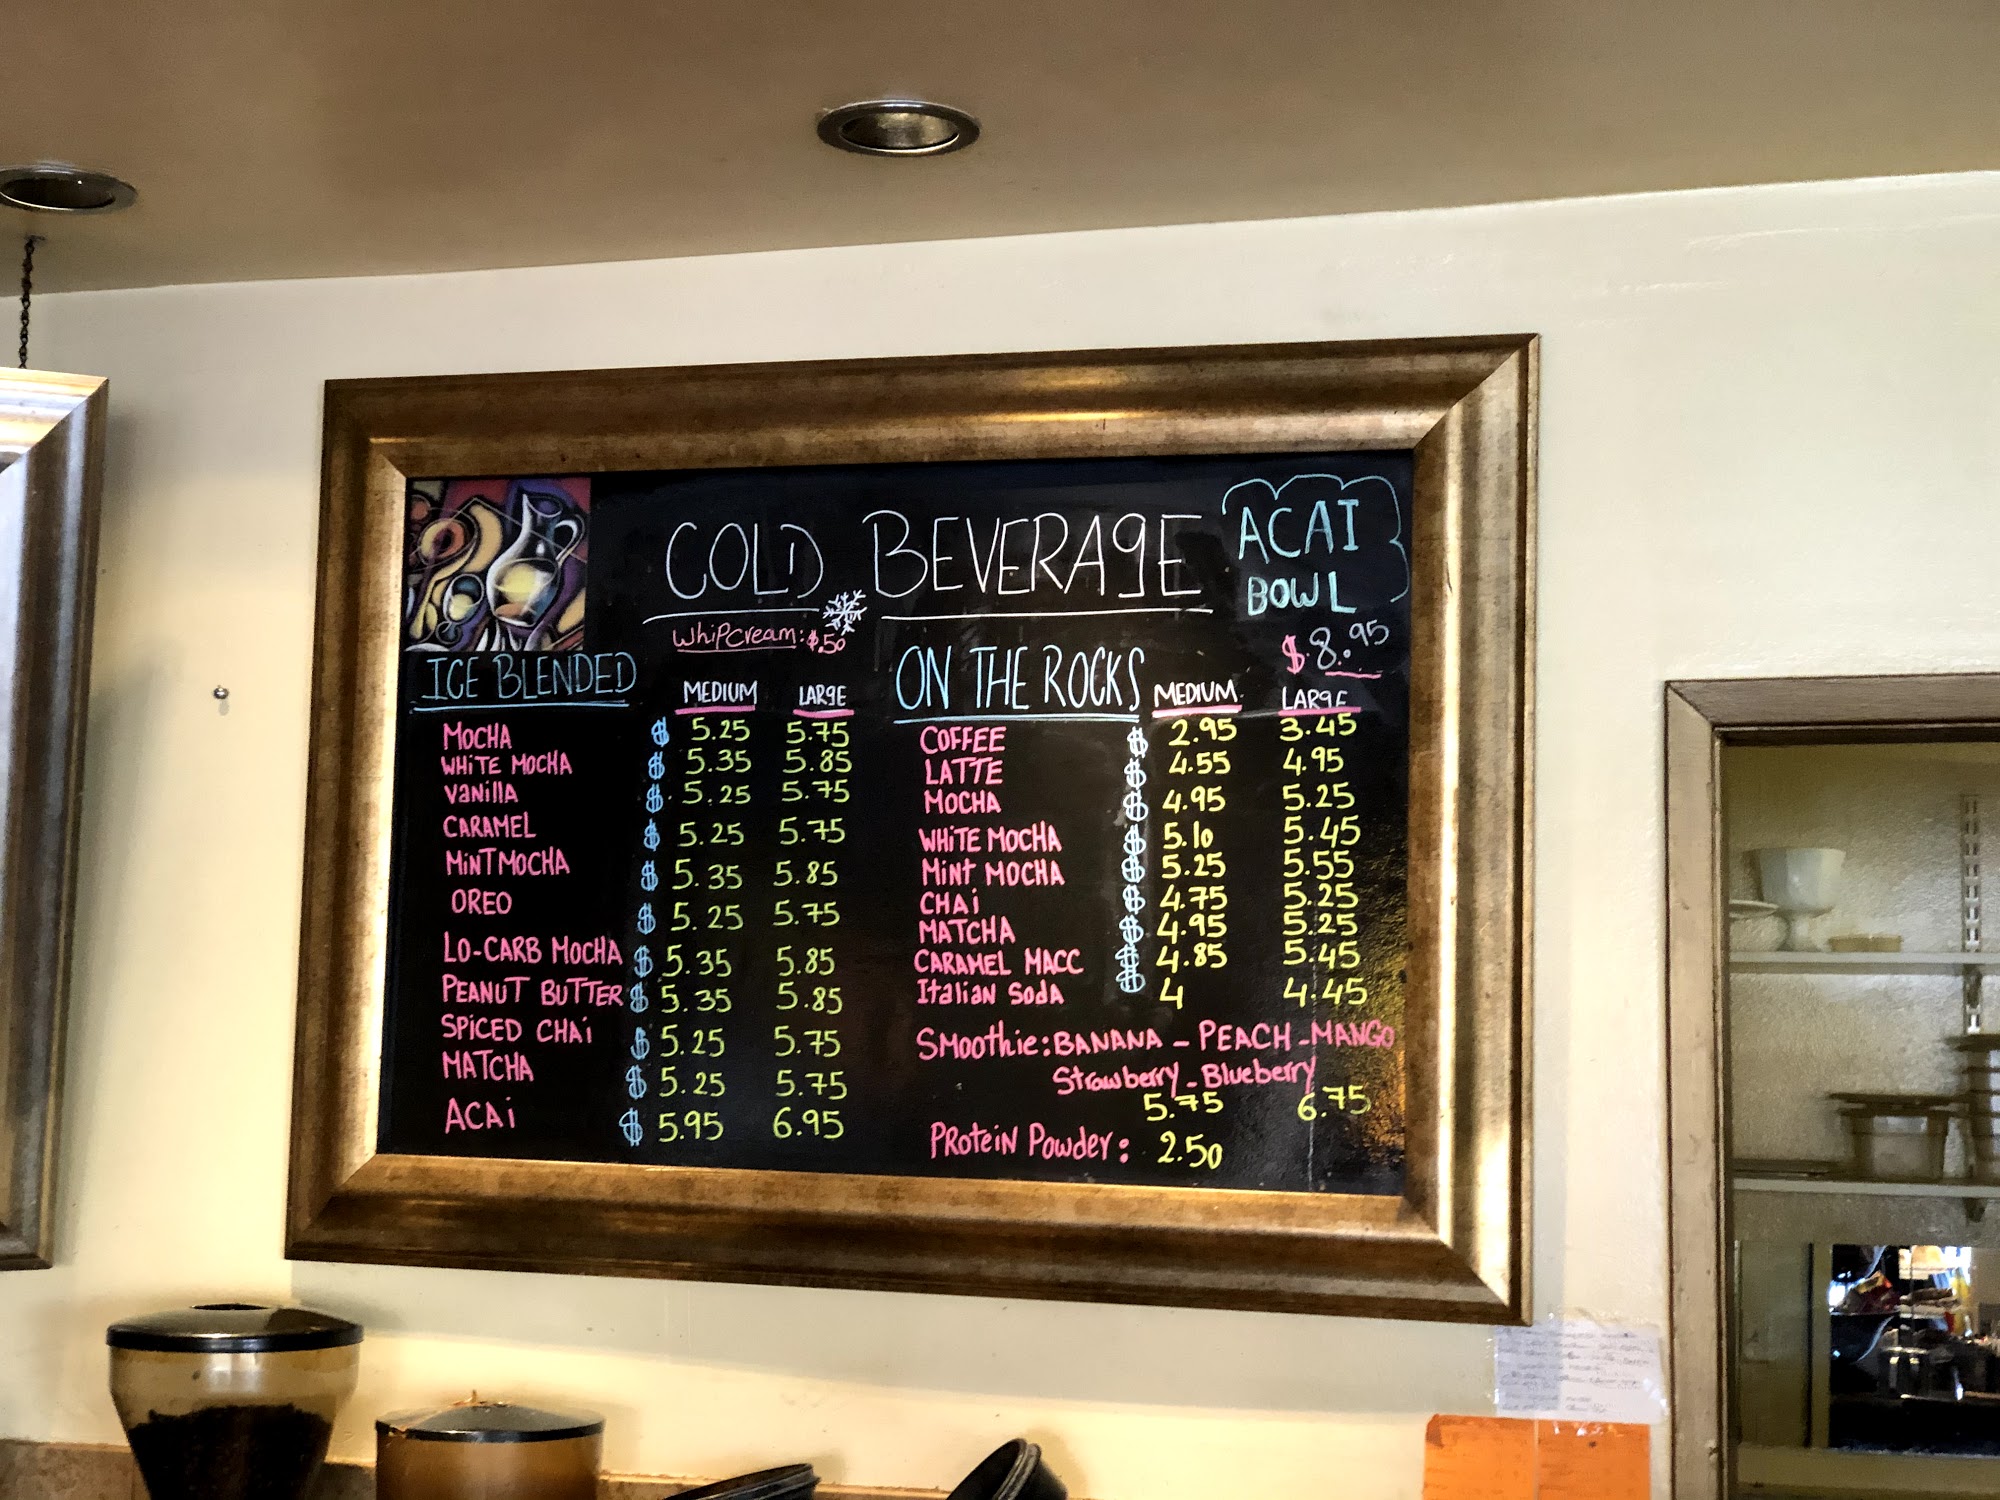 COLD BEVERAGE
ACAI
BOWL
$8.95
WHIPCream: $.50
ICE BLENDED
MEDIUM LARGE
MOCHA $ 5.25 5.75
WHiTE MOCHA $ 5.35 5.85
Vanilla $ 5.25 5.75
CARAMEL $ 5.25 5.75
MiNT MOCHA $ 5.35 5.85
OREO $ 5.25 5.75
LO-CARB MOCHA $ 5.35 5.85
PEANUT BUTTER $ 5.35 5.85
SPiCED CHAi $ 5.25 5.75
MATCHA $ 5.25 5.75
ACAi $ 5.95 6.95
ON THE ROCKS
MEDIUM LARGE
COFFEE $ 2.95 3.45
LATTE $ 4.55 4.95
MOCHA $ 4.95 5.25
WHITE MOCHA $ 5.10 5.45
Mint MOCHA $ 5.25 5.55
CHAi $ 4.75 5.25
MATCHA $ 4.95 5.25
CARAMEL MACC $ 4.85 5.45
Italian Soda $ 4 4.45
Smoothie: BANANA - PEACH - MANGO
Strawberry - Blueberry
5.75 6.75
PRotein Powder: 2.50